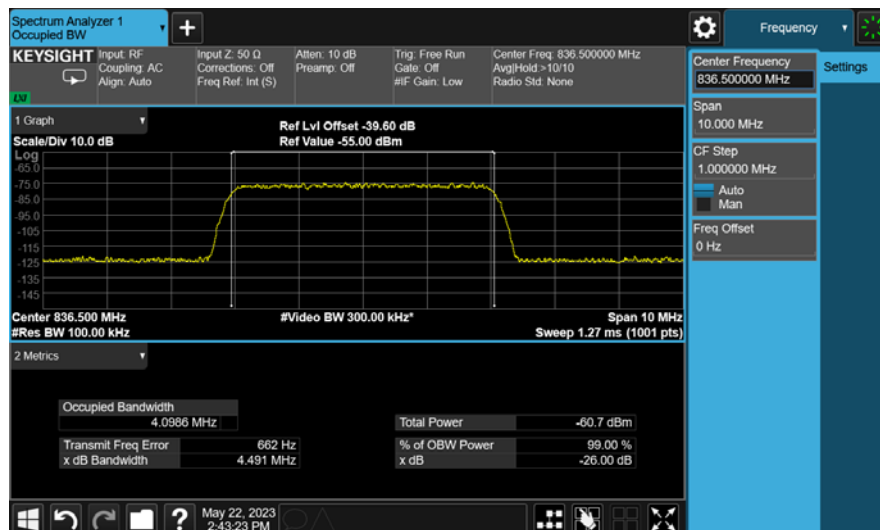 Spectrum Analyzer 1
Occupied BW
+
Frequency
KEYSIGHT
Input: RF
Coupling: AC
Align: Auto
LXI
Input Z: 50 Ω
Corrections: Off
Freq Ref: Int (S)
Atten: 10 dB
Preamp: Off
Trig: Free Run
Gate: Off
#IF Gain: Low
Center Freq: 836.500000 MHz
Avg|Hold:>10/10
Radio Std: None
Center Frequency
836.500000 MHz
Settings
Span
10.000 MHz
CF Step
1.000000 MHz
Auto
Man
Freq Offset
0 Hz
1 Graph
Scale/Div 10.0 dB
Ref Lvl Offset -39.60 dB
Ref Value -55.00 dBm
Log
-65.0
-75.0
-85.0
-95.0
-105
-115
-125
-135
-145
Center 836.500 MHz
#Res BW 100.00 kHz
#Video BW 300.00 kHz*
Span 10 MHz
Sweep 1.27 ms (1001 pts)
2 Metrics
Occupied Bandwidth
4.0986 MHz
Total Power -60.7 dBm
Transmit Freq Error 662 Hz
% of OBW Power 99.00 %
x dB Bandwidth 4.491 MHz
x dB -26.00 dB
?
May 22, 2023
2:43:23 PM